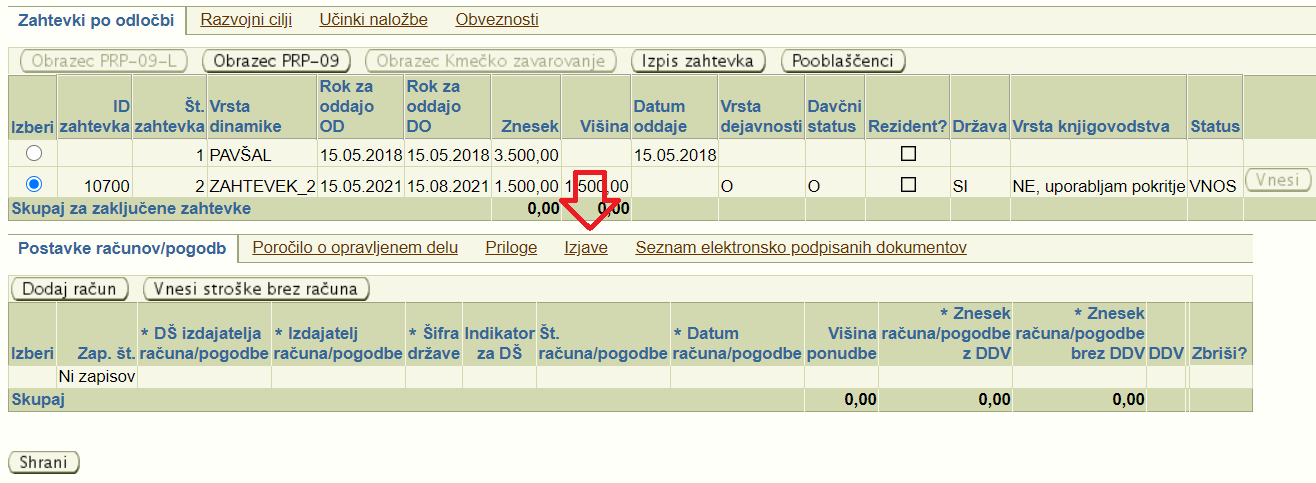 Zahtevki po odločbi Razvojni cilji Učinki naložbe Obveznosti
Obrazec PRP-09-L Obrazec PRP-09 Obrazec Kmečko zavarovanje Izpis zahtevka Pooblaščenci
Rok za Rok za
ID Št. Vrsta oddajo oddajo Datum Vrsta Davčni
Izberi zahtevka zahtevka dinamike OD DO Znesek Višina oddaje dejavnosti status Rezident? Država Vrsta knjigovodstva Status
1 PAVŠAL 15.05.2018 15.05.2018 3.500,00 15.05.2018
10700 2 ZAHTEVEK_2 15.05.2021 15.08.2021 1.500,00 1.500,00 O O SI NE, uporabljam pokritje VNOS Vnesi
Skupaj za zaključene zahtevke 0,00 0,00
Postavke računov/pogodb Poročilo o opravljenem delu Priloge Izjave Seznam elektronsko podpisanih dokumentov
Dodaj račun Vnesi stroške brez računa
* Znesek * Znesek
* DŠ izdajatelja * Izdajatelj * Šifra Indikator Št. * Datum Višina računa/pogodbe računa/pogodbe
Izberi Zap. št. računa/pogodbe računa/pogodbe države za DŠ računa/pogodbe računa/pogodbe ponudbe z DDV brez DDV DDV Zbriši?
Ni zapisov
Skupaj 0,00 0,00 0,00
Shrani